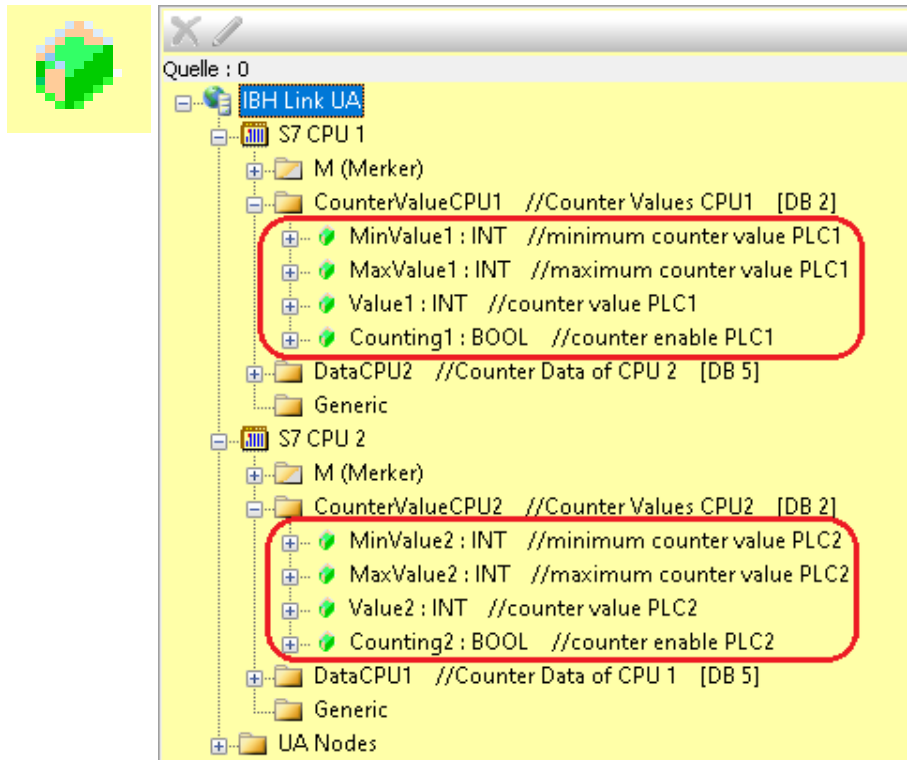 Quelle : 0
IBH Link UA
S7 CPU 1
M (Merker)
CounterValueCPU1 //Counter Values CPU1 [DB 2]
MinValue1 : INT //minimum counter value PLC1
MaxValue1 : INT //maximum counter value PLC1
Value1 : INT //counter value PLC1
Counting1 : BOOL //counter enable PLC1
DataCPU2 //Counter Data of CPU 2 [DB 5]
Generic
S7 CPU 2
M (Merker)
CounterValueCPU2 //Counter Values CPU2 [DB 2]
MinValue2 : INT //minimum counter value PLC2
MaxValue2 : INT //maximum counter value PLC2
Value2 : INT //counter value PLC2
Counting2 : BOOL //counter enable PLC2
DataCPU1 //Counter Data of CPU 1 [DB 5]
Generic
UA Nodes